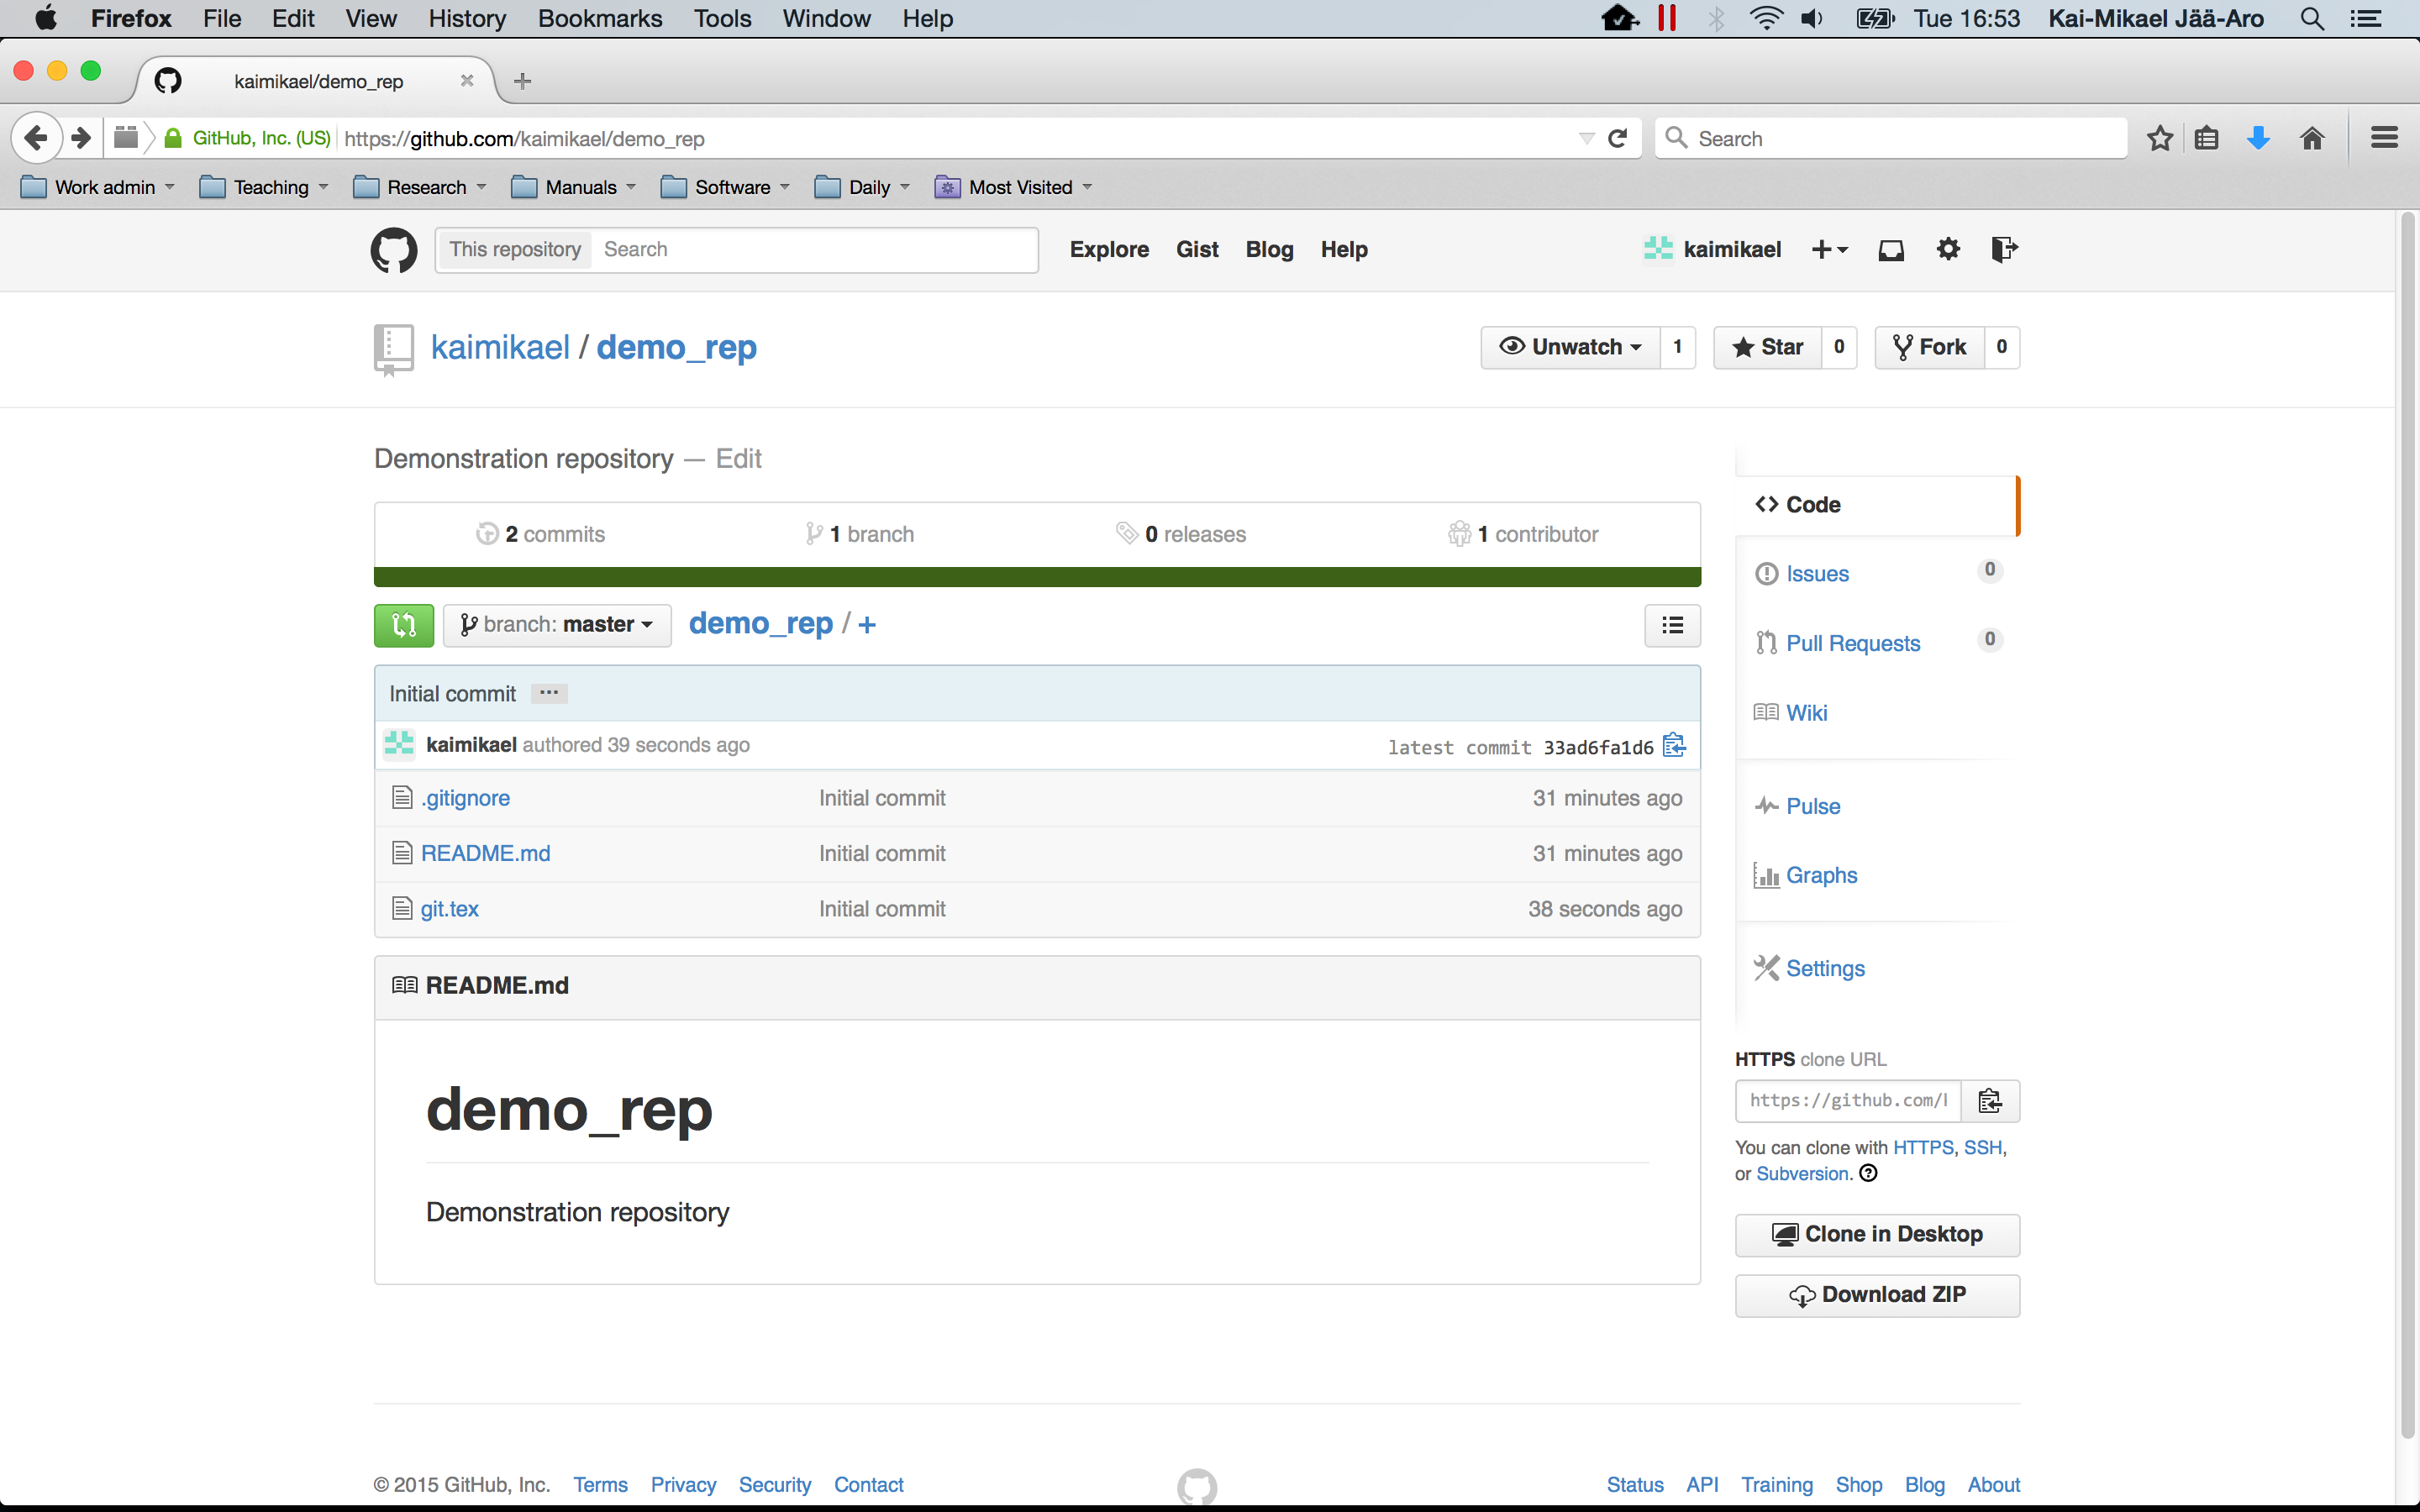 Firefox File Edit View History Bookmarks Tools Window Help Tue 16:53 Kai-Mikael Jää-Aro
kaimikael/demo_rep
GitHub, Inc. (US) https://github.com/kaimikael/demo_rep Search
Work admin Teaching Research Manuals Software Daily Most Visited
This repository Search Explore Gist Blog Help kaimikael
kaimikael / demo_rep Unwatch 1 Star 0 Fork 0
Demonstration repository — Edit
Code
2 commits 1 branch 0 releases 1 contributor
Issues 0
branch: master demo_rep / +
Pull Requests 0
Initial commit ...
Wiki
kaimikael authored 39 seconds ago latest commit 33ad6fa1d6
.gitignore Initial commit 31 minutes ago
Pulse
README.md Initial commit 31 minutes ago
Graphs
git.tex Initial commit 38 seconds ago
Settings
README.md
HTTPS clone URL
demo_rep
https://github.com/
You can clone with HTTPS, SSH,
or Subversion.
Demonstration repository
Clone in Desktop
Download ZIP
© 2015 GitHub, Inc. Terms Privacy Security Contact Status API Training Shop Blog About